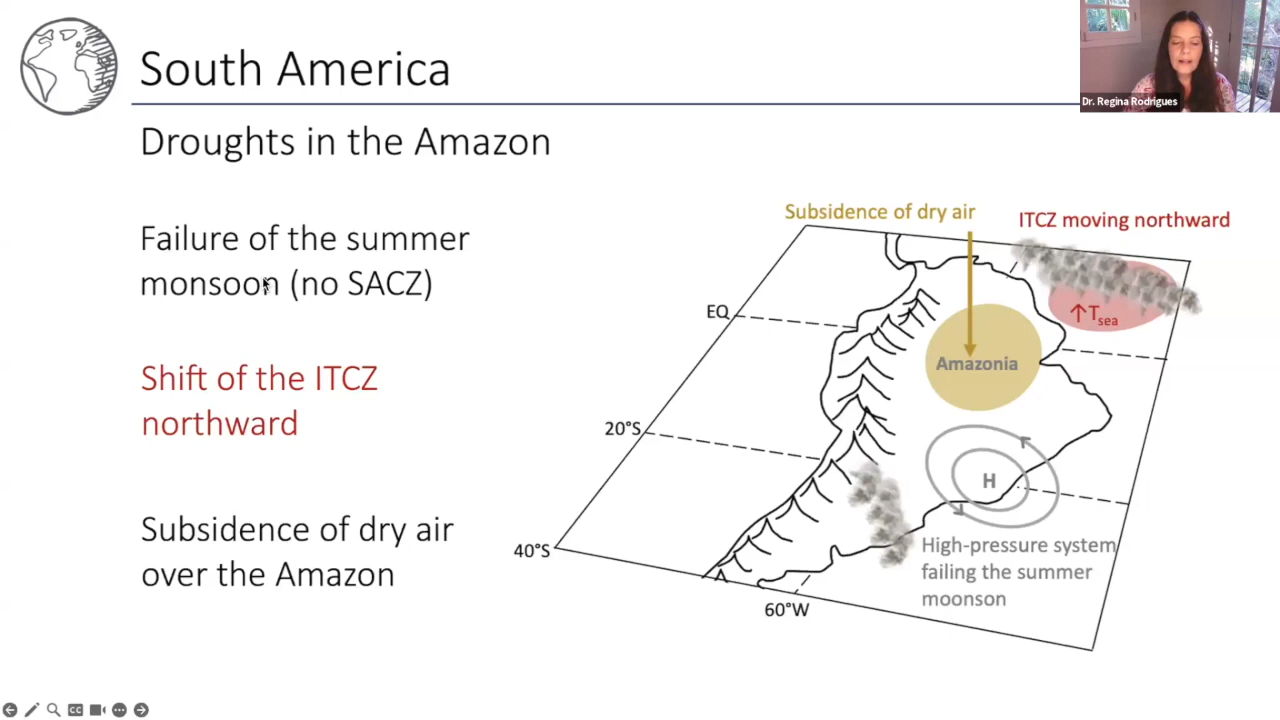 South America
Dr. Regina Rodrigues
Droughts in the Amazon
Failure of the summer
monsoon (no SACZ)
Shift of the ITCZ
northward
Subsidence of dry air
over the Amazon
Subsidence of dry air
ITCZ moving northward
↑Tsea
EQ
Amazonia
20°S
H
40°S
High-pressure system
failing the summer
moonson
60°W
CC